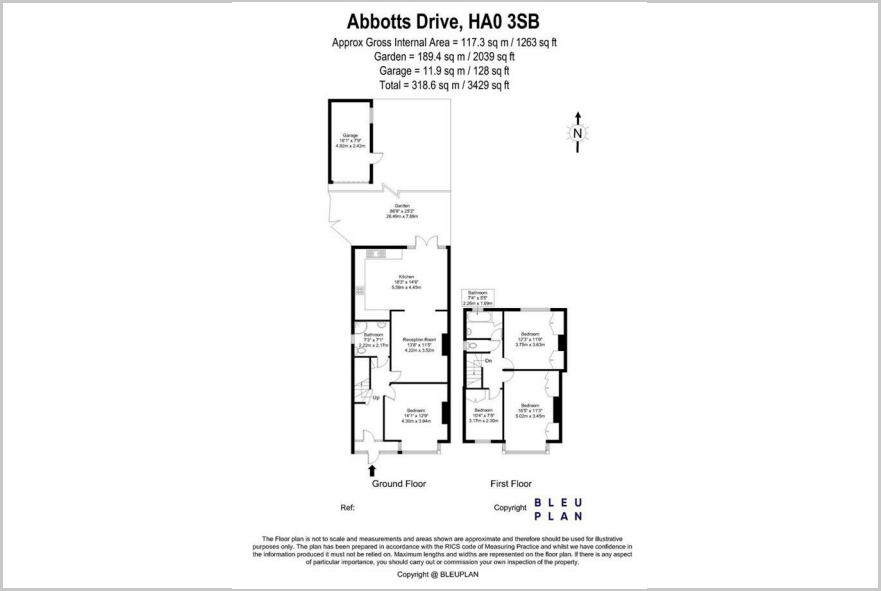 Abbotts Drive, HA0 3SB
Approx Gross Internal Area = 117.3 sq m / 1263 sq ft
Garden = 189.4 sq m / 2039 sq ft
Garage = 11.9 sq m / 128 sq ft
Total = 318.6 sq m / 3429 sq ft
Garage
16'1" x 7'9"
4.92m x 2.42m
N
Garden
86'9" x 25'2"
26.49m x 7.69m
Kitchen
18'3" x 14'6"
5.59m x 4.45m
Bathroom
7'3" x 7'1"
2.22m x 2.17m
Reception Room
13'8" x 11'5"
4.22m x 3.52m
Up
Bedroom
14'1" x 12'9"
4.30m x 3.94m
Bathroom
7'4" x 5'5"
2.26m x 1.69m
Bedroom
12'3" x 11'9"
3.75m x 3.63m
Dn
Bedroom
10'4" x 7'5"
3.17m x 2.30m
Bedroom
16'5" x 11'3"
5.02m x 3.45m
Ground Floor
First Floor
Ref:
Copyright
BLEU
PLAN
The Floor plan is not to scale and measurements and areas shown are approximate and therefore should be used for illustrative
purposes only. The plan has been prepared in accordance with the RICS code of Measuring Practice and whilst we have confidence in
the information produced it must not be relied on. Maximum lengths and widths are represented on the floor plan. If there is any aspect
of particular importance, you should carry out or commission your own inspection of the property.
Copyright @ BLEUPLAN